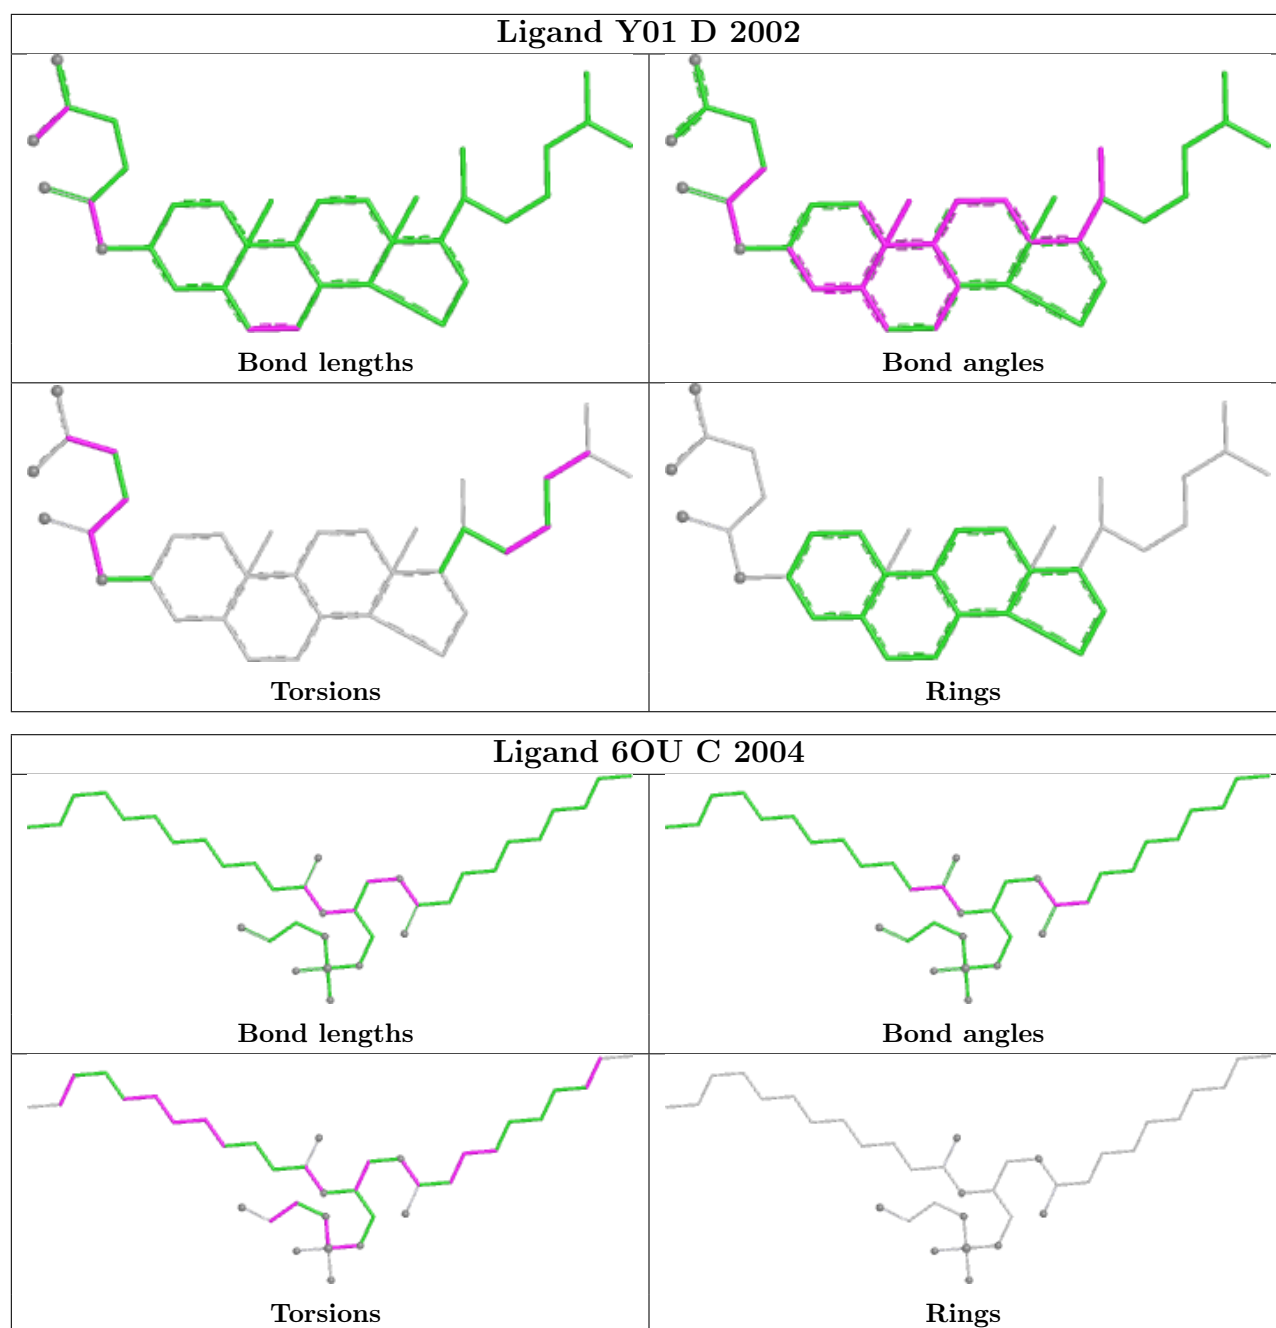 Ligand Y01 D 2002
Bond lengths
Bond angles
Torsions
Rings
Ligand 6OU C 2004
Bond lengths
Bond angles
Torsions
Rings